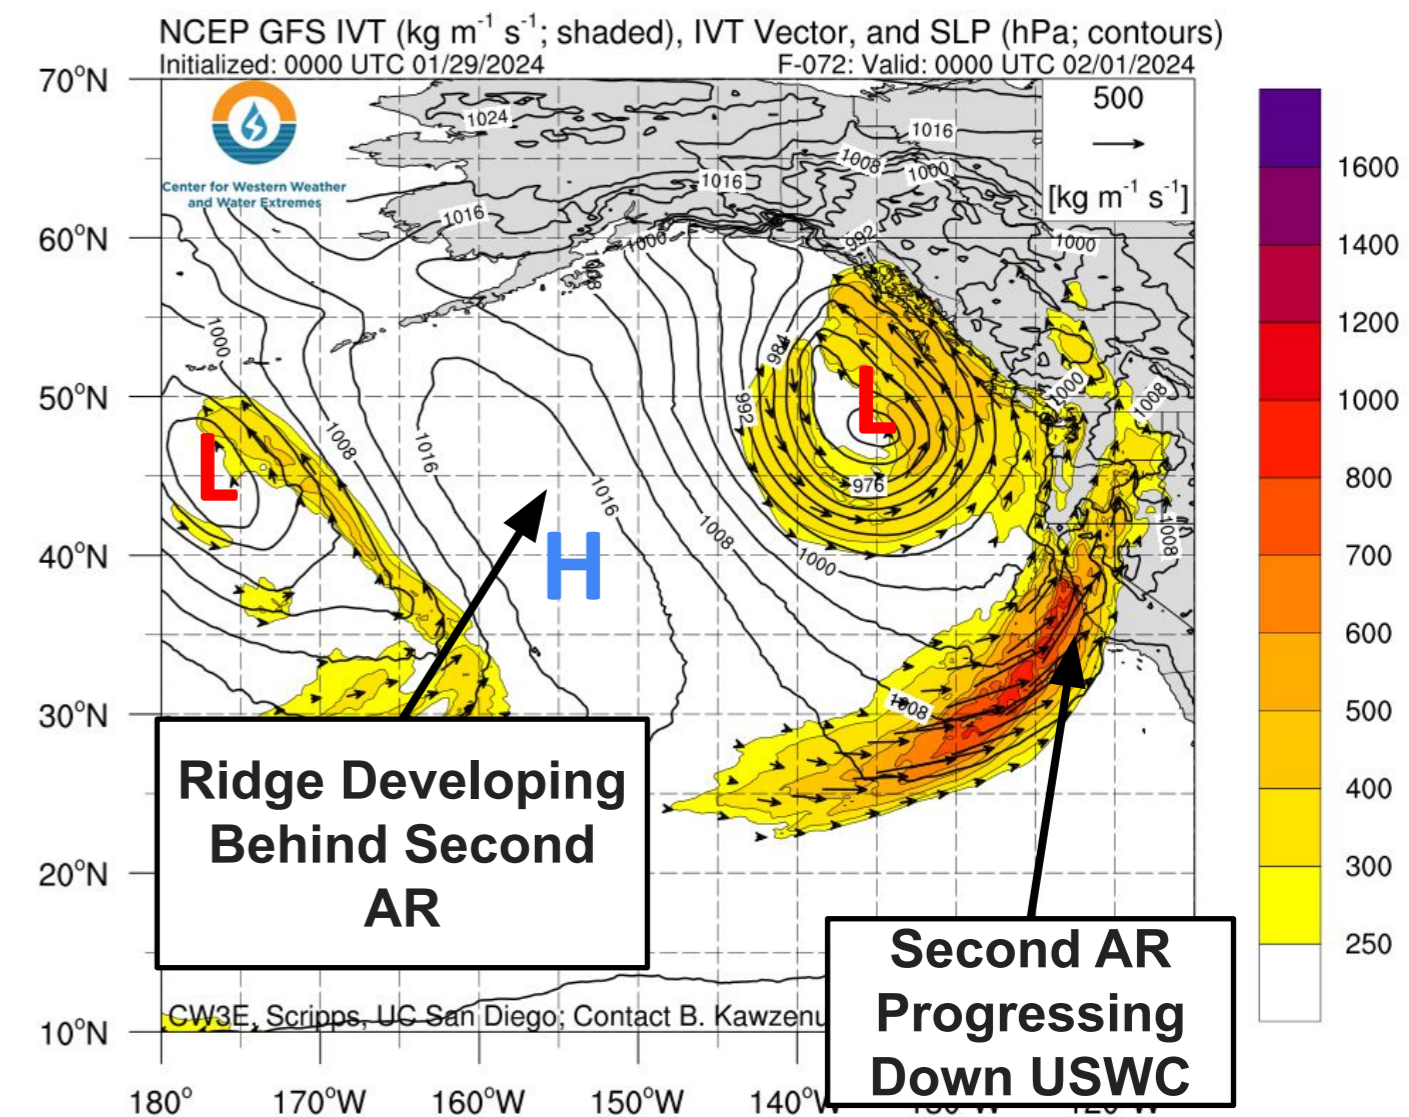 NCEP GFS IVT (kg m⁻¹ s⁻¹; shaded), IVT Vector, and SLP (hPa; contours)
Initialized: 0000 UTC 01/29/2024
F-072: Valid: 0000 UTC 02/01/2024
70°N
60°N
50°N
40°N
30°N
20°N
10°N
Center for Western Weather
and Water Extremes
500
[kg m⁻¹ s⁻¹]
1024
1016
1008
1000
1016
1016
1000
992
1000
1008
1000
984
992
976
1000
1008
1008
1008
1016
1016
1008
1000
1008
L
L
H
Ridge Developing
Behind Second
AR
Second AR
Progressing
Down USWC
CW3E, Scripps, UC San Diego; Contact B. Kawzenu
180°
170°W
160°W
150°W
140°W
1600
1400
1200
1000
800
700
600
500
400
300
250